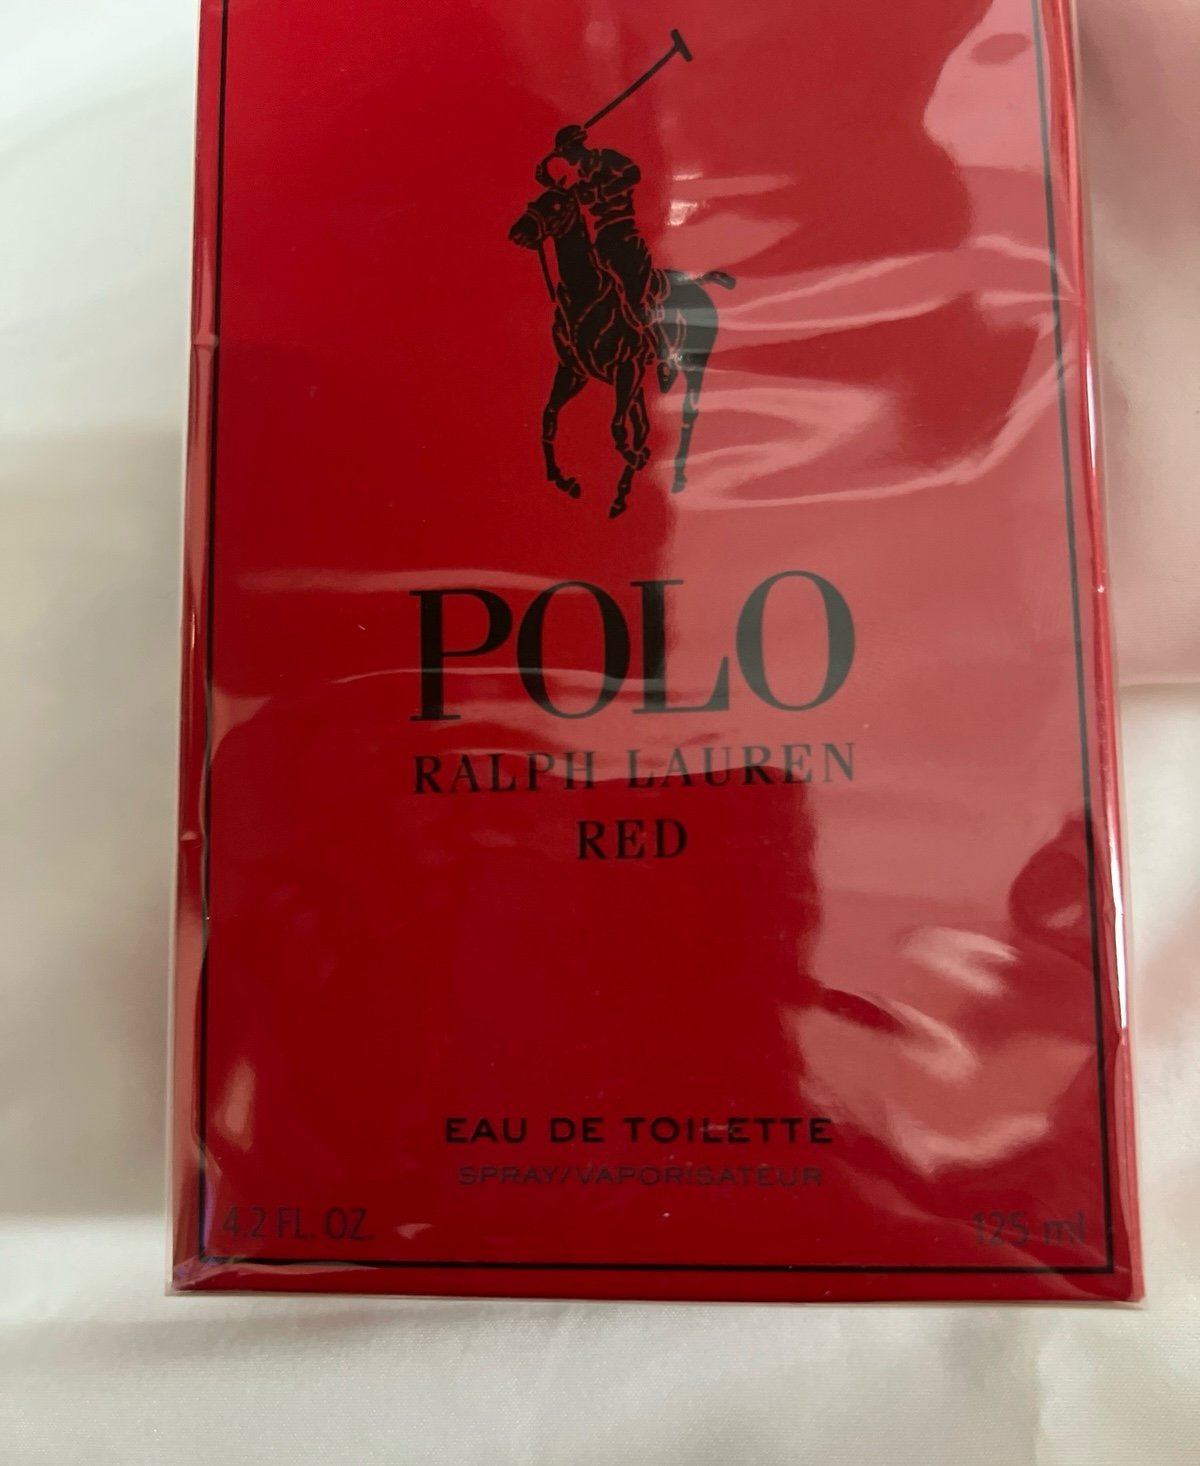 POLO
RALPH LAUREN
RED
EAU DE TOILETTE
SPRAY/VAPORISATEUR
4.2 FL. OZ. 125 ml